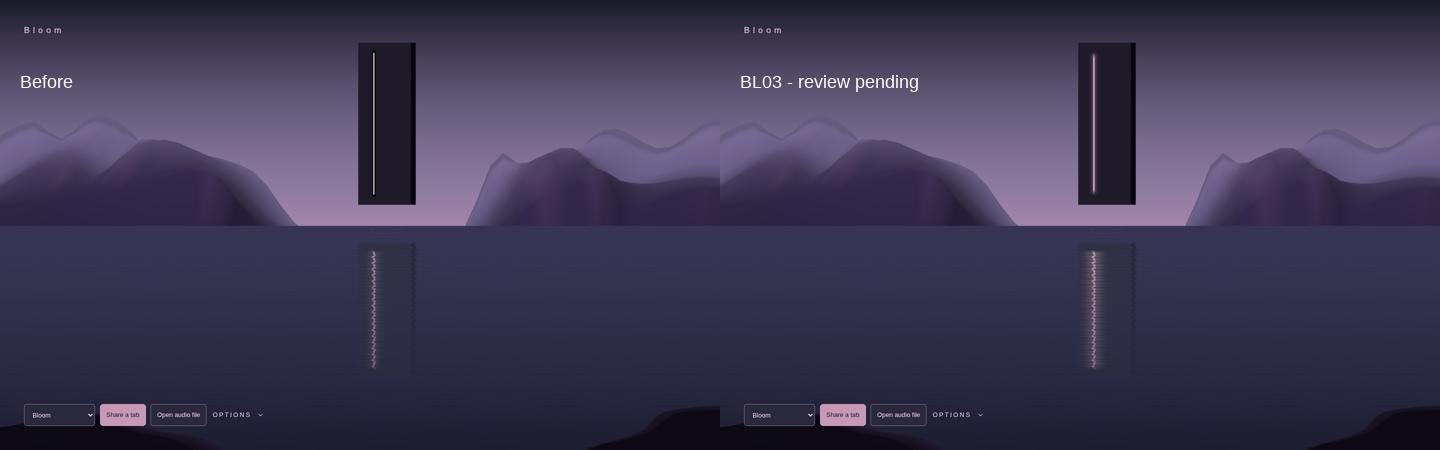 Bloom
Before
Bloom
Share a tab
Open audio file
OPTIONS
Bloom
BL03 - review pending
Bloom
Share a tab
Open audio file
OPTIONS